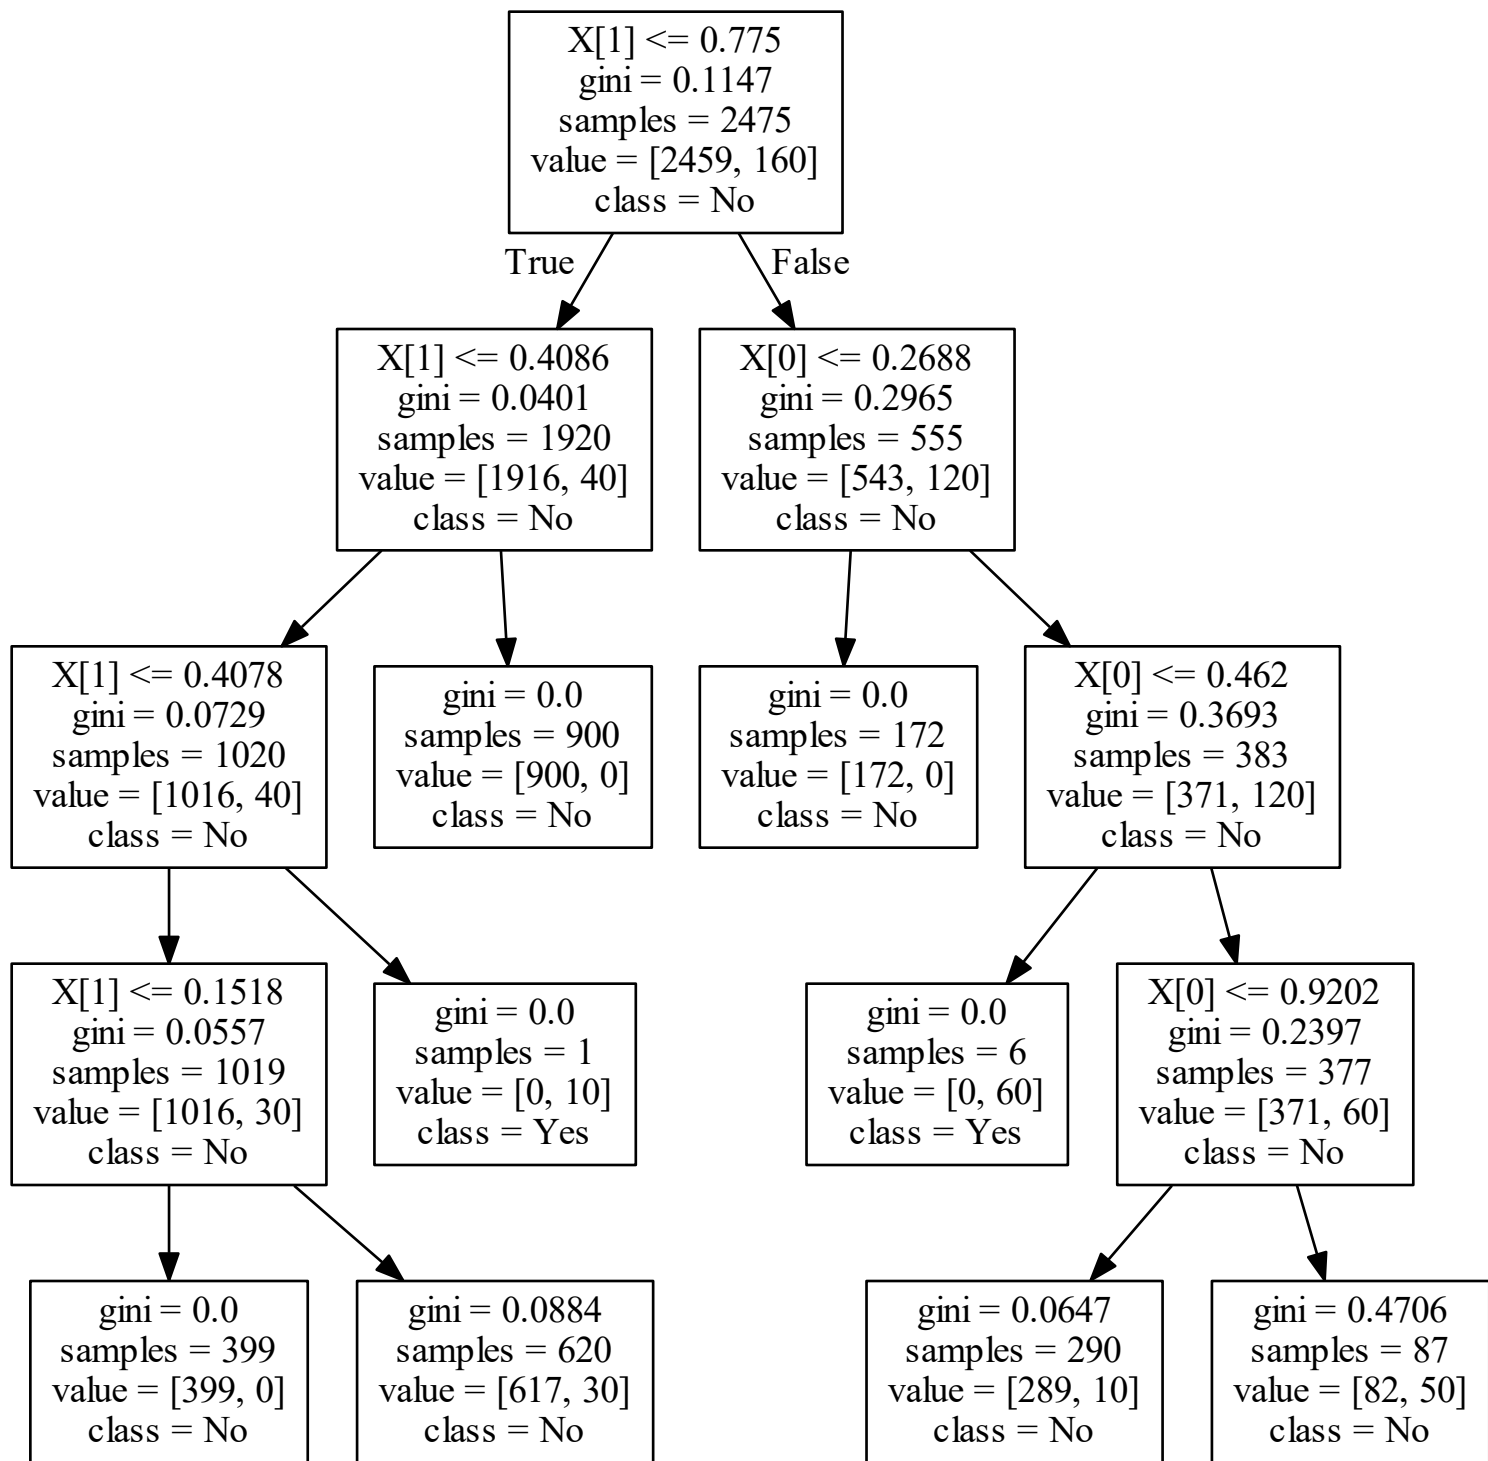 X[1] <= 0.775
gini = 0.1147
samples = 2475
value = [2459, 160]
class = No
True
False
X[1] <= 0.4086
gini = 0.0401
samples = 1920
value = [1916, 40]
class = No
X[0] <= 0.2688
gini = 0.2965
samples = 555
value = [543, 120]
class = No
X[1] <= 0.4078
gini = 0.0729
samples = 1020
value = [1016, 40]
class = No
gini = 0.0
samples = 900
value = [900, 0]
class = No
gini = 0.0
samples = 172
value = [172, 0]
class = No
X[0] <= 0.462
gini = 0.3693
samples = 383
value = [371, 120]
class = No
X[1] <= 0.1518
gini = 0.0557
samples = 1019
value = [1016, 30]
class = No
gini = 0.0
samples = 1
value = [0, 10]
class = Yes
gini = 0.0
samples = 6
value = [0, 60]
class = Yes
X[0] <= 0.9202
gini = 0.2397
samples = 377
value = [371, 60]
class = No
gini = 0.0
samples = 399
value = [399, 0]
class = No
gini = 0.0884
samples = 620
value = [617, 30]
class = No
gini = 0.0647
samples = 290
value = [289, 10]
class = No
gini = 0.4706
samples = 87
value = [82, 50]
class = No